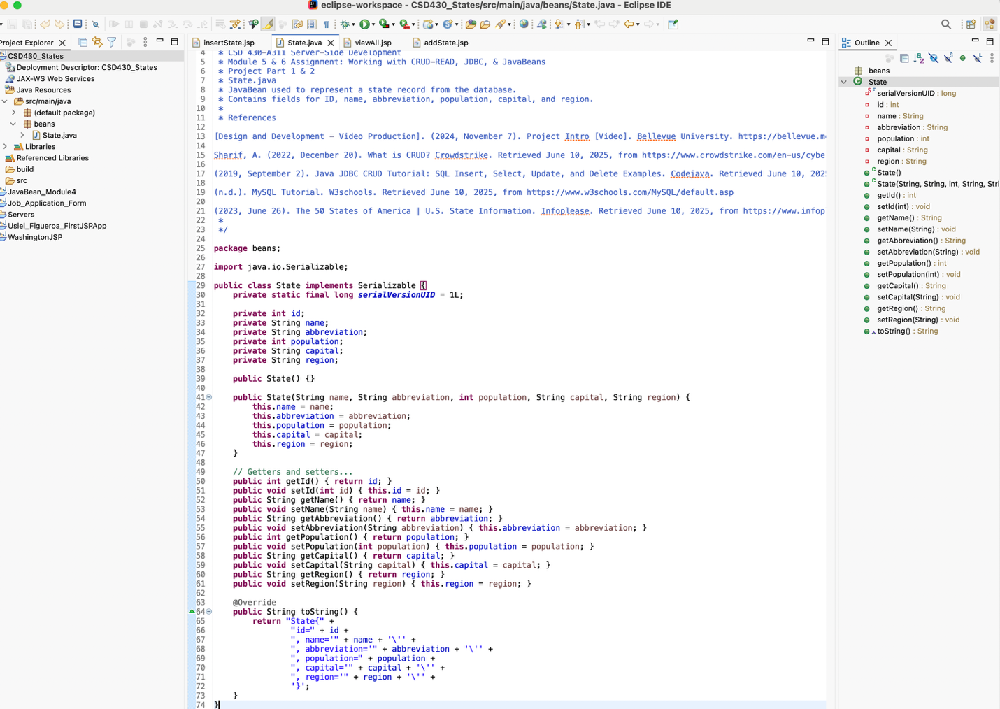 eclipse-workspace - CSD430_States/src/main/java/beans/State.java - Eclipse IDE
Project Explorer
CSD430_States
Deployment Descriptor: CSD430_States
JAX-WS Web Services
Java Resources
src/main/java
(default package)
beans
State.java
Libraries
Referenced Libraries
build
src
JavaBean_Module4
Job_Application_Form
Servers
Usiel_Figueroa_FirstJSPApp
WashingtonJSP
insertState.jsp
State.java
viewAll.jsp
addState.jsp
4 * CSD 430-A311 Server-Side Development
5 * Module 5 & 6 Assignment: Working with CRUD-READ, JDBC, & JavaBeans
6 * Project Part 1 & 2
7 * State.java
8 * JavaBean used to represent a state record from the database.
9 * Contains fields for ID, name, abbreviation, population, capital, and region.
10 *
11 * References
12
13 [Design and Development - Video Production]. (2024, November 7). Project Intro [Video]. Bellevue University. https://bellevue.m
14
15 Sharif, A. (2022, December 20). What is CRUD? Crowdstrike. Retrieved June 10, 2025, from https://www.crowdstrike.com/en-us/cybe
16
17 (2019, September 2). Java JDBC CRUD Tutorial: SQL Insert, Select, Update, and Delete Examples. Codejava. Retrieved June 10, 202
18
19 (n.d.). MySQL Tutorial. W3schools. Retrieved June 10, 2025, from https://www.w3schools.com/MySQL/default.asp
20
21 (2023, June 26). The 50 States of America | U.S. State Information. Infoplease. Retrieved June 10, 2025, from https://www.infop
22 *
23 */
24
25 package beans;
26
27 import java.io.Serializable;
28
29 public class State implements Serializable {
30 private static final long serialVersionUID = 1L;
31
32 private int id;
33 private String name;
34 private String abbreviation;
35 private int population;
36 private String capital;
37 private String region;
38
39 public State() {}
40
41 public State(String name, String abbreviation, int population, String capital, String region) {
42 this.name = name;
43 this.abbreviation = abbreviation;
44 this.population = population;
45 this.capital = capital;
46 this.region = region;
47 }
48
49 // Getters and setters...
50 public int getId() { return id; }
51 public void setId(int id) { this.id = id; }
52 public String getName() { return name; }
53 public void setName(String name) { this.name = name; }
54 public String getAbbreviation() { return abbreviation; }
55 public void setAbbreviation(String abbreviation) { this.abbreviation = abbreviation; }
56 public int getPopulation() { return population; }
57 public void setPopulation(int population) { this.population = population; }
58 public String getCapital() { return capital; }
59 public void setCapital(String capital) { this.capital = capital; }
60 public String getRegion() { return region; }
61 public void setRegion(String region) { this.region = region; }
62
63 @Override
64 public String toString() {
65 return "State{" +
66 "id=" + id +
67 ", name='" + name + '\'' +
68 ", abbreviation='" + abbreviation + '\'' +
69 ", population=" + population +
70 ", capital='" + capital + '\'' +
71 ", region='" + region + '\'' +
72 '}';
73 }
74 }
Outline
beans
State
serialVersionUID : long
id : int
name : String
abbreviation : String
population : int
capital : String
region : String
State()
State(String, String, int, String, Stri
getId() : int
setId(int) : void
getName() : String
setName(String) : void
getAbbreviation() : String
setAbbreviation(String) : void
getPopulation() : int
setPopulation(int) : void
getCapital() : String
setCapital(String) : void
getRegion() : String
setRegion(String) : void
toString() : String